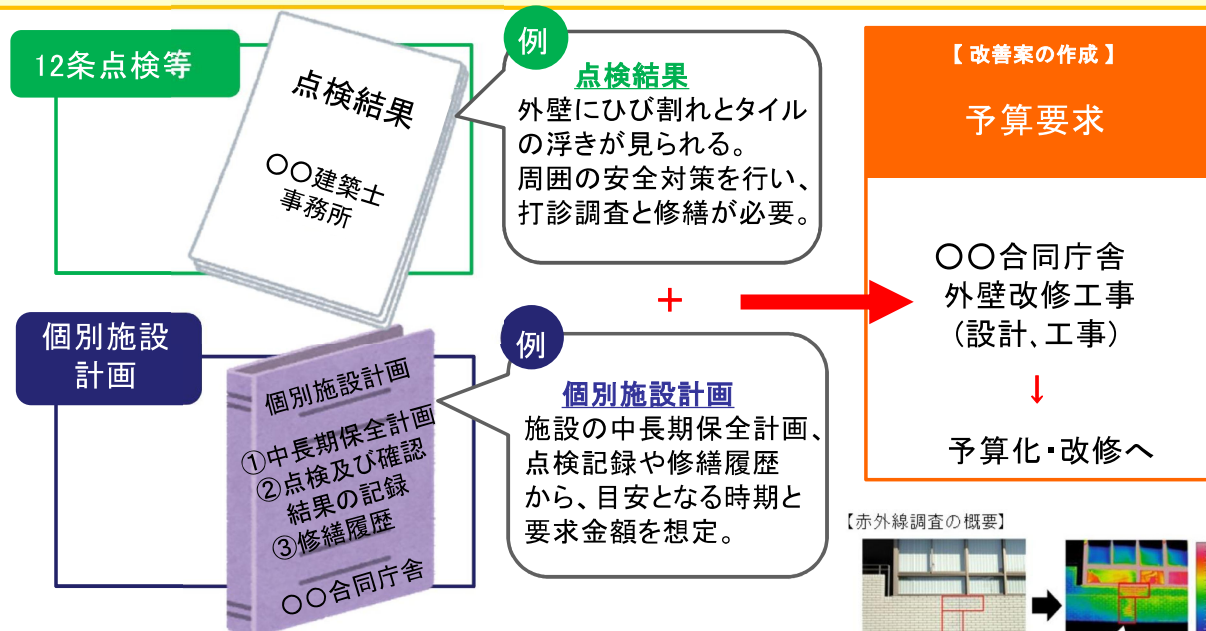 12条点検等
点検結果
〇〇建築士
事務所
例
点検結果
外壁にひび割れとタイル
の浮きが見られる。
周囲の安全対策を行い、
打診調査と修繕が必要。
+
個別施設
計画
個別施設計画
①中長期保全計画
②点検及び確認
結果の記録
③修繕履歴
〇〇合同庁舎
例
個別施設計画
施設の中長期保全計画、
点検記録や修繕履歴
から、目安となる時期と
要求金額を想定。
【 改善案の作成 】
予算要求
〇〇合同庁舎
外壁改修工事
(設計、工事)
↓
予算化・改修へ
【赤外線調査の概要】